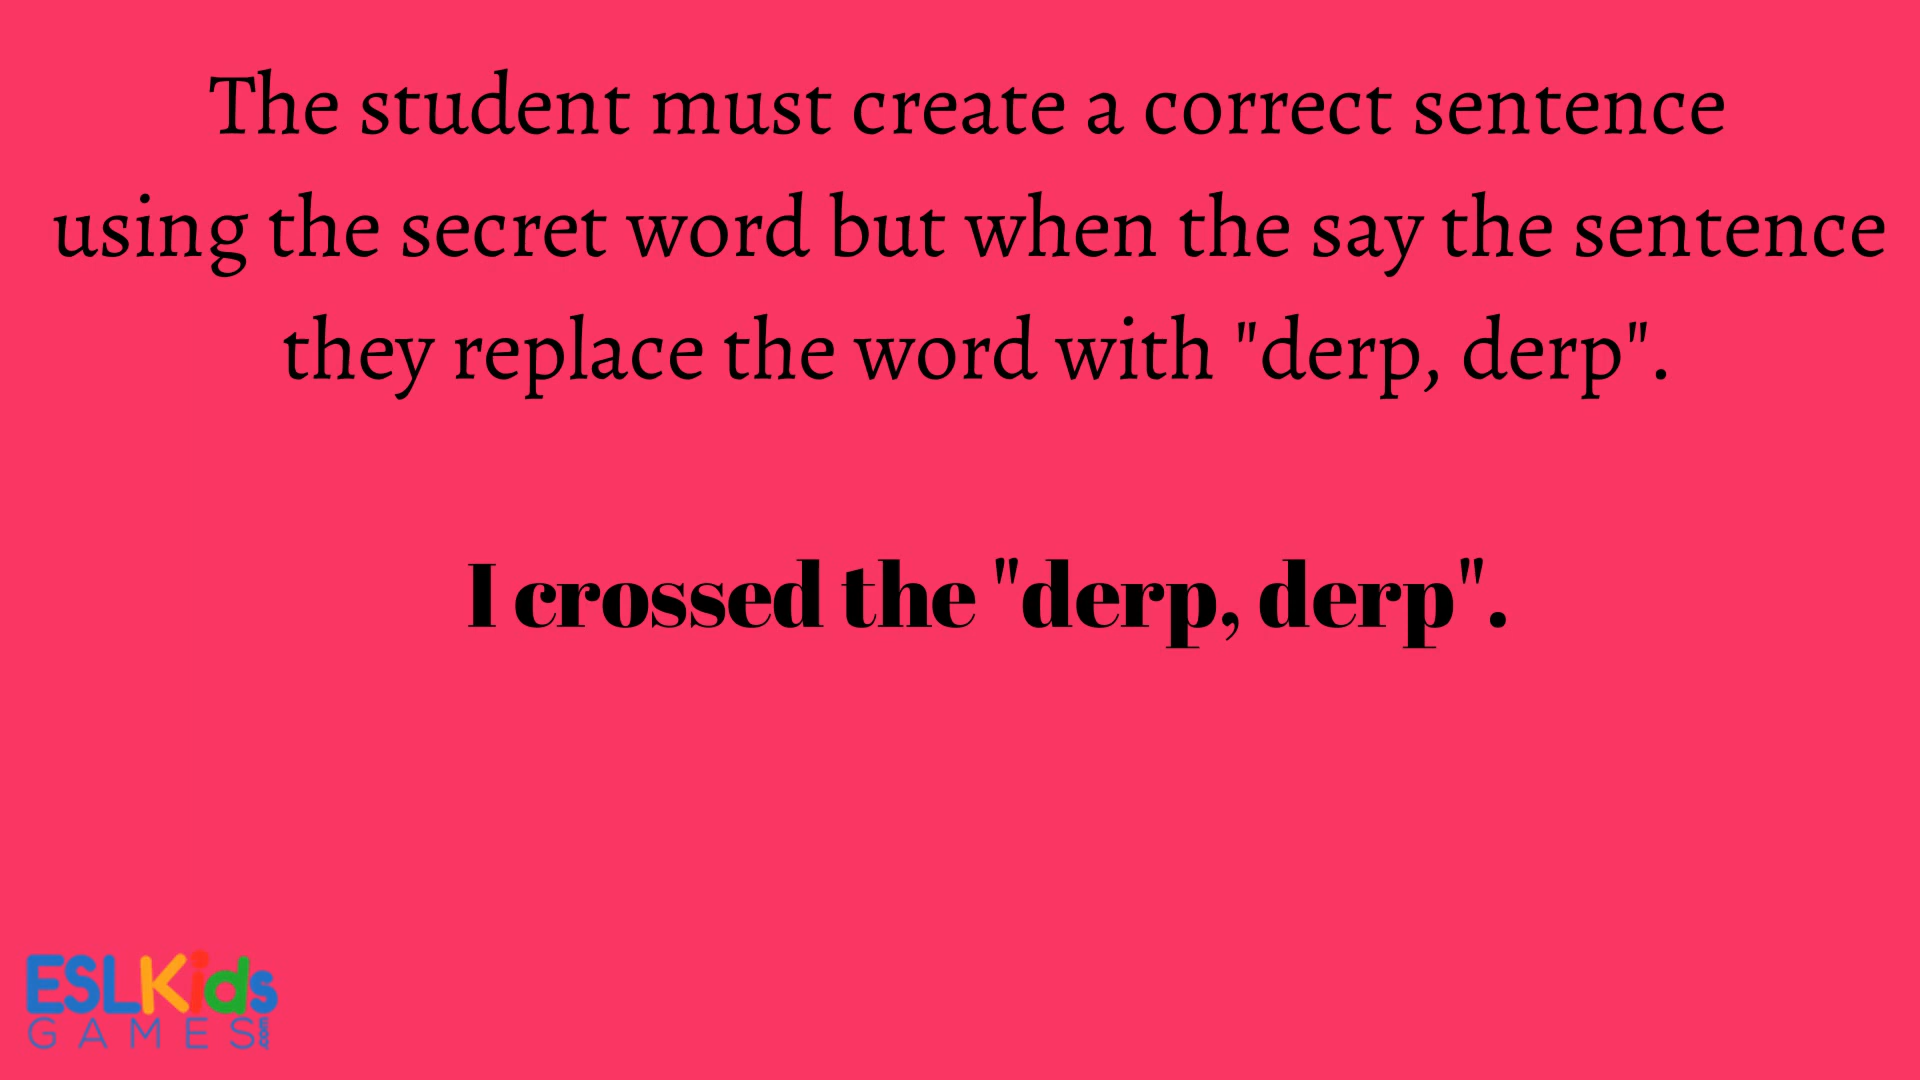 The student must create a correct sentence
using the secret word but when the say the sentence
they replace the word with "derp, derp".
I crossed the "derp, derp".
ESLKids
GAMES.com